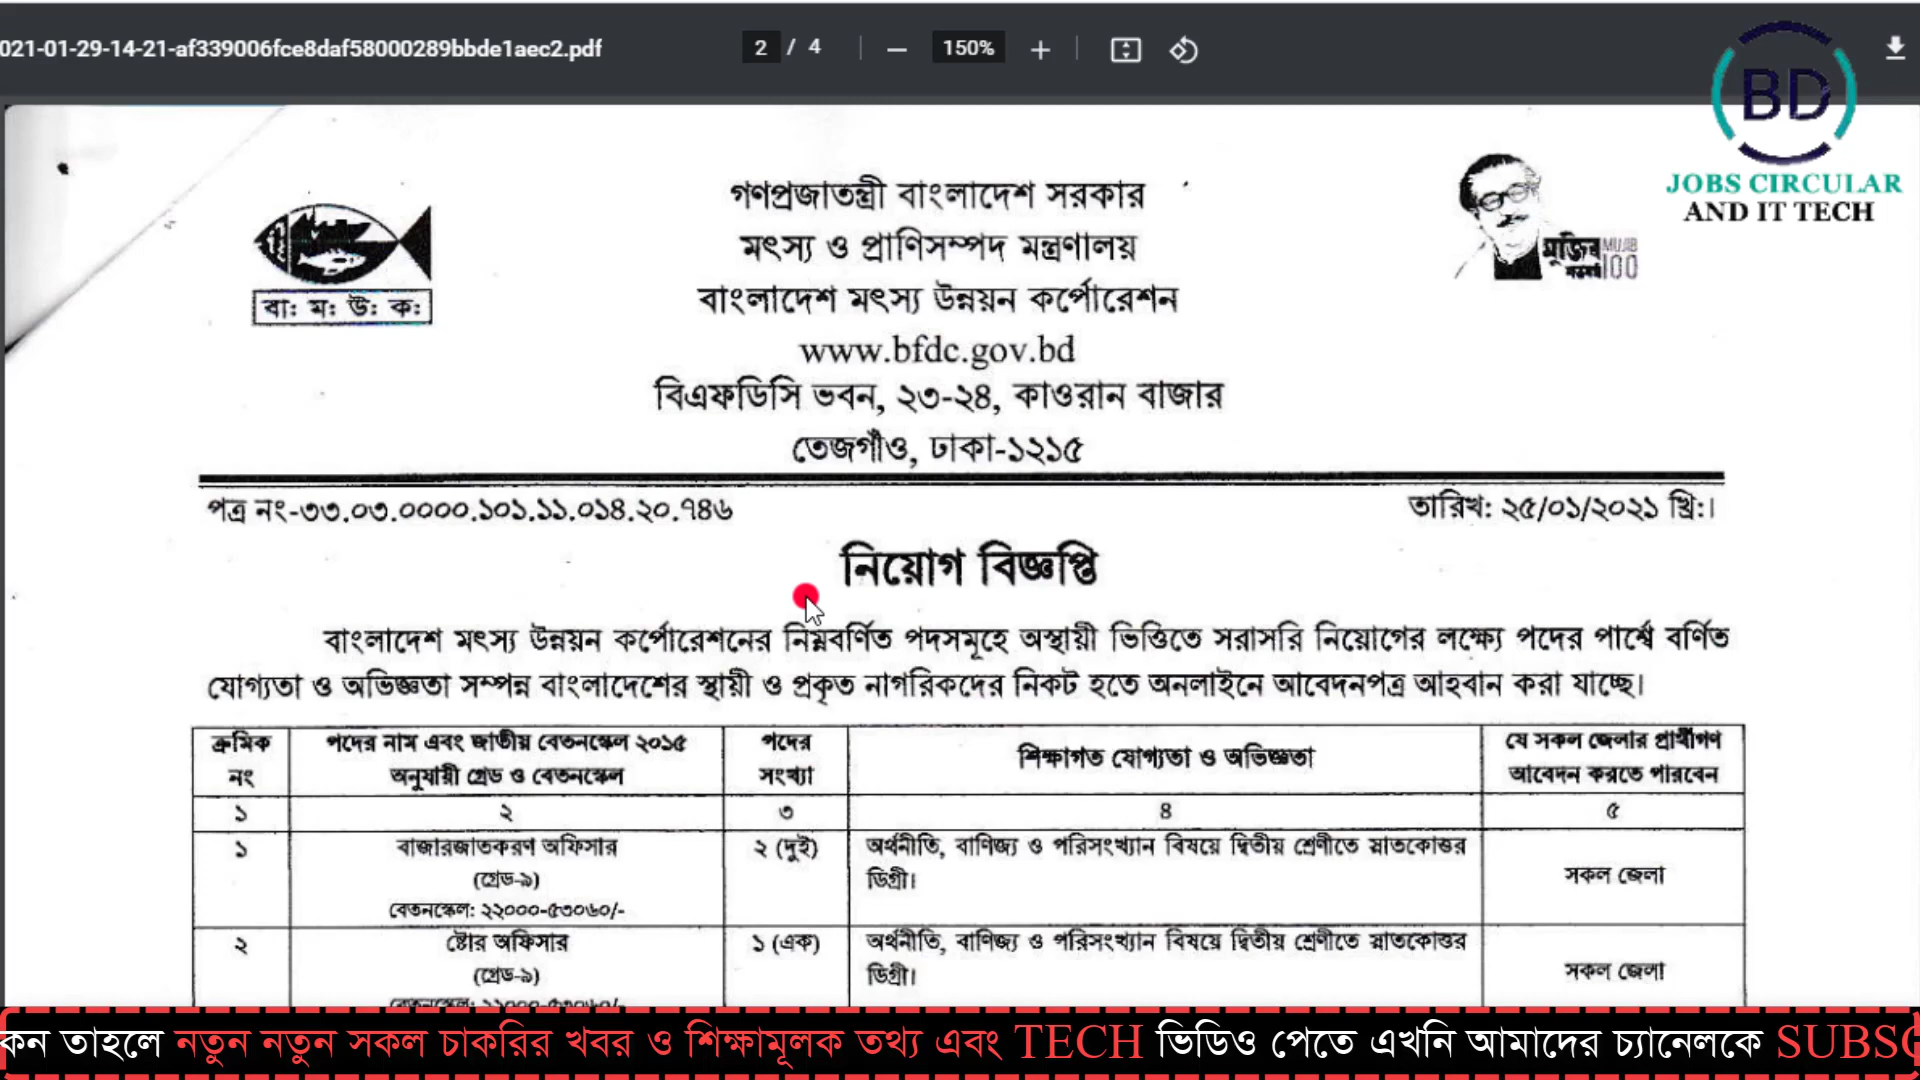 021-01-29-14-21-af339006fce8daf58000289bbde1aec2.pdf
2 / 4
150%
BD
JOBS CIRCULAR
AND IT TECH
গণপ্রজাতন্ত্রী বাংলাদেশ সরকার
মৎস্য ও প্রাণিসম্পদ মন্ত্রণালয়
বাংলাদেশ মৎস্য উন্নয়ন কর্পোরেশন
www.bfdc.gov.bd
বিএফডিসি ভবন, ২৩-২৪, কাওরান বাজার
তেজগাঁও, ঢাকা-১২১৫
বা: ম: উ: ক:
মুজিব MUJIB
শতবর্ষ 100
পত্র নং-৩৩.০৩.০০০০.১০১.১১.০১৪.২০.৭৪৬
তারিখ: ২৫/০১/২০২১ খ্রি:।
নিয়োগ বিজ্ঞপ্তি
বাংলাদেশ মৎস্য উন্নয়ন কর্পোরেশনের নিম্নবর্ণিত পদসমূহে অস্থায়ী ভিত্তিতে সরাসরি নিয়োগের লক্ষ্যে পদের পার্শ্বে বর্ণিত
যোগ্যতা ও অভিজ্ঞতা সম্পন্ন বাংলাদেশের স্থায়ী ও প্রকৃত নাগরিকদের নিকট হতে অনলাইনে আবেদনপত্র আহবান করা যাচ্ছে।
ক্রমিক নং
পদের নাম এবং জাতীয় বেতনস্কেল ২০১৫
অনুযায়ী গ্রেড ও বেতনস্কেল
পদের
সংখ্যা
শিক্ষাগত যোগ্যতা ও অভিজ্ঞতা
যে সকল জেলার প্রার্থীগণ
আবেদন করতে পারবেন
১ ২ ৩ ৪ ৫
১
বাজারজাতকরণ অফিসার
(গ্রেড-৯)
বেতনস্কেল: ২২০০০-৫৩০৬০/-
২ (দুই)
অর্থনীতি, বাণিজ্য ও পরিসংখ্যান বিষয়ে দ্বিতীয় শ্রেণীতে স্নাতকোত্তর
ডিগ্রী।
সকল জেলা
২
ষ্টোর অফিসার
(গ্রেড-৯)
বেতনস্কেল: ২২০০০-৫৩০৬০/-
১ (এক)
অর্থনীতি, বাণিজ্য ও পরিসংখ্যান বিষয়ে দ্বিতীয় শ্রেণীতে স্নাতকোত্তর
ডিগ্রী।
সকল জেলা
কন তাহলে নতুন নতুন সকল চাকরির খবর ও শিক্ষামূলক তথ্য এবং TECH ভিডিও পেতে এখনি আমাদের চ্যানেলকে SUBSC